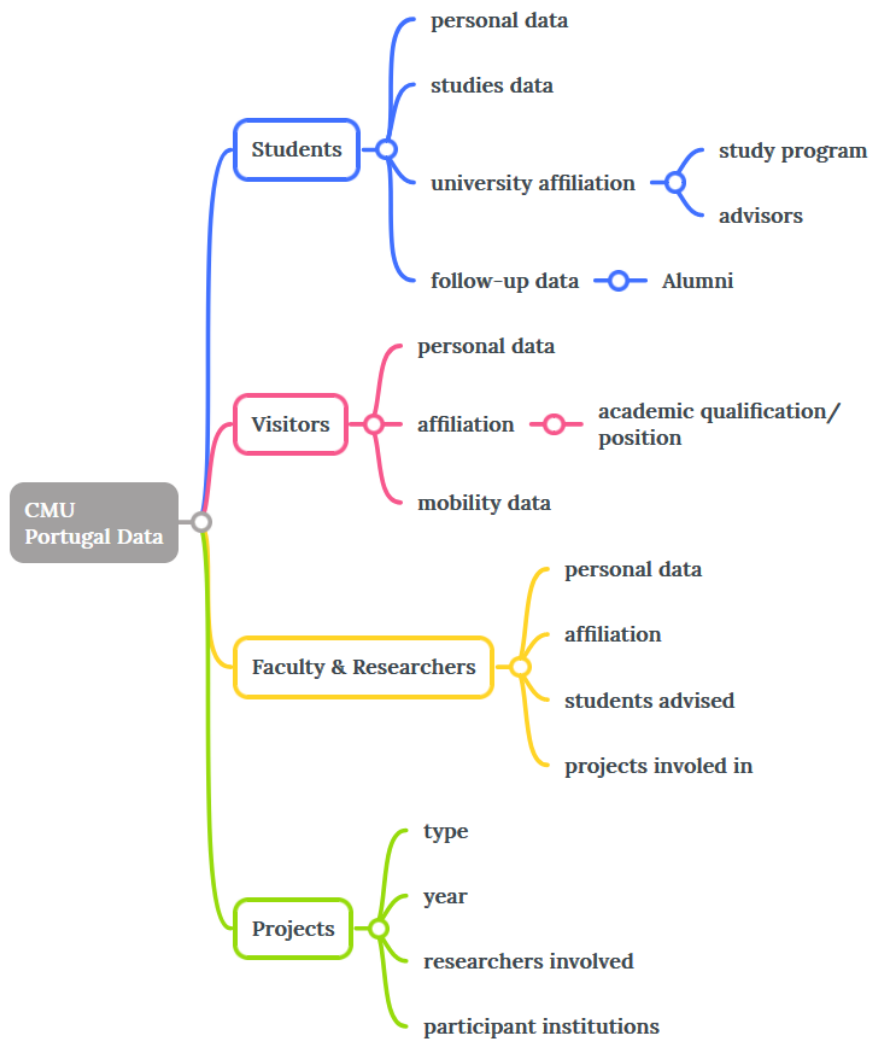 CMU
Portugal Data
Students
personal data
studies data
university affiliation
study program
advisors
follow-up data
Alumni
Visitors
personal data
affiliation
academic qualification/
position
mobility data
Faculty & Researchers
personal data
affiliation
students advised
projects involed in
Projects
type
year
researchers involved
participant institutions